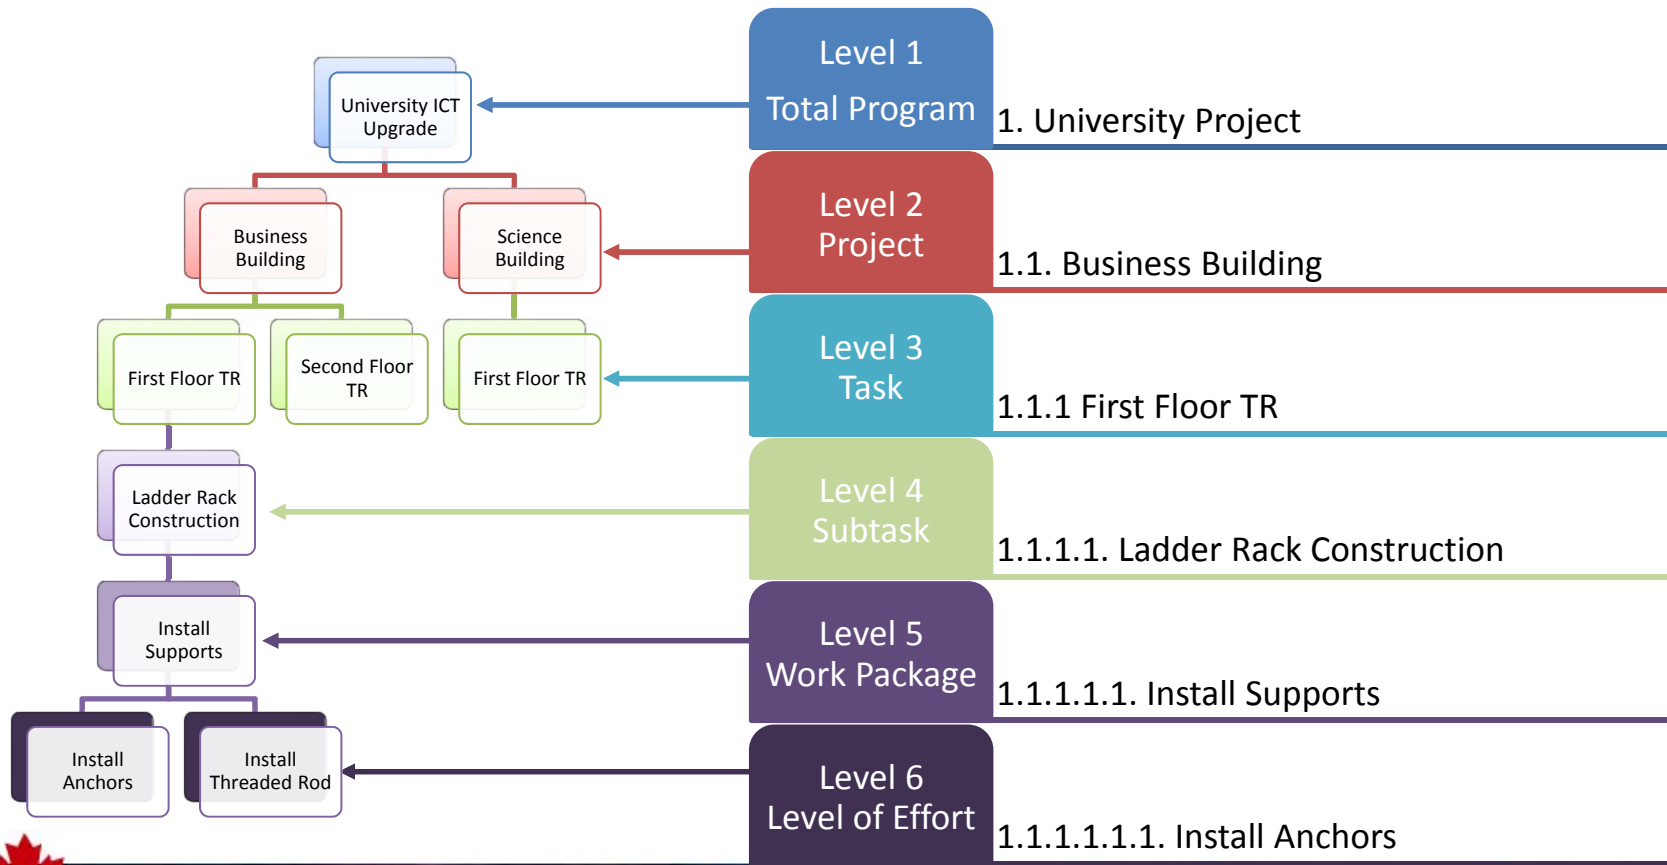 University ICT
Upgrade
Business
Building
Science
Building
First Floor TR
Second Floor
TR
First Floor TR
Ladder Rack
Construction
Install
Supports
Install
Anchors
Install
Threaded Rod
Level 1
Total Program
1. University Project
Level 2
Project
1.1. Business Building
Level 3
Task
1.1.1 First Floor TR
Level 4
Subtask
1.1.1.1. Ladder Rack Construction
Level 5
Work Package
1.1.1.1.1. Install Supports
Level 6
Level of Effort
1.1.1.1.1.1. Install Anchors